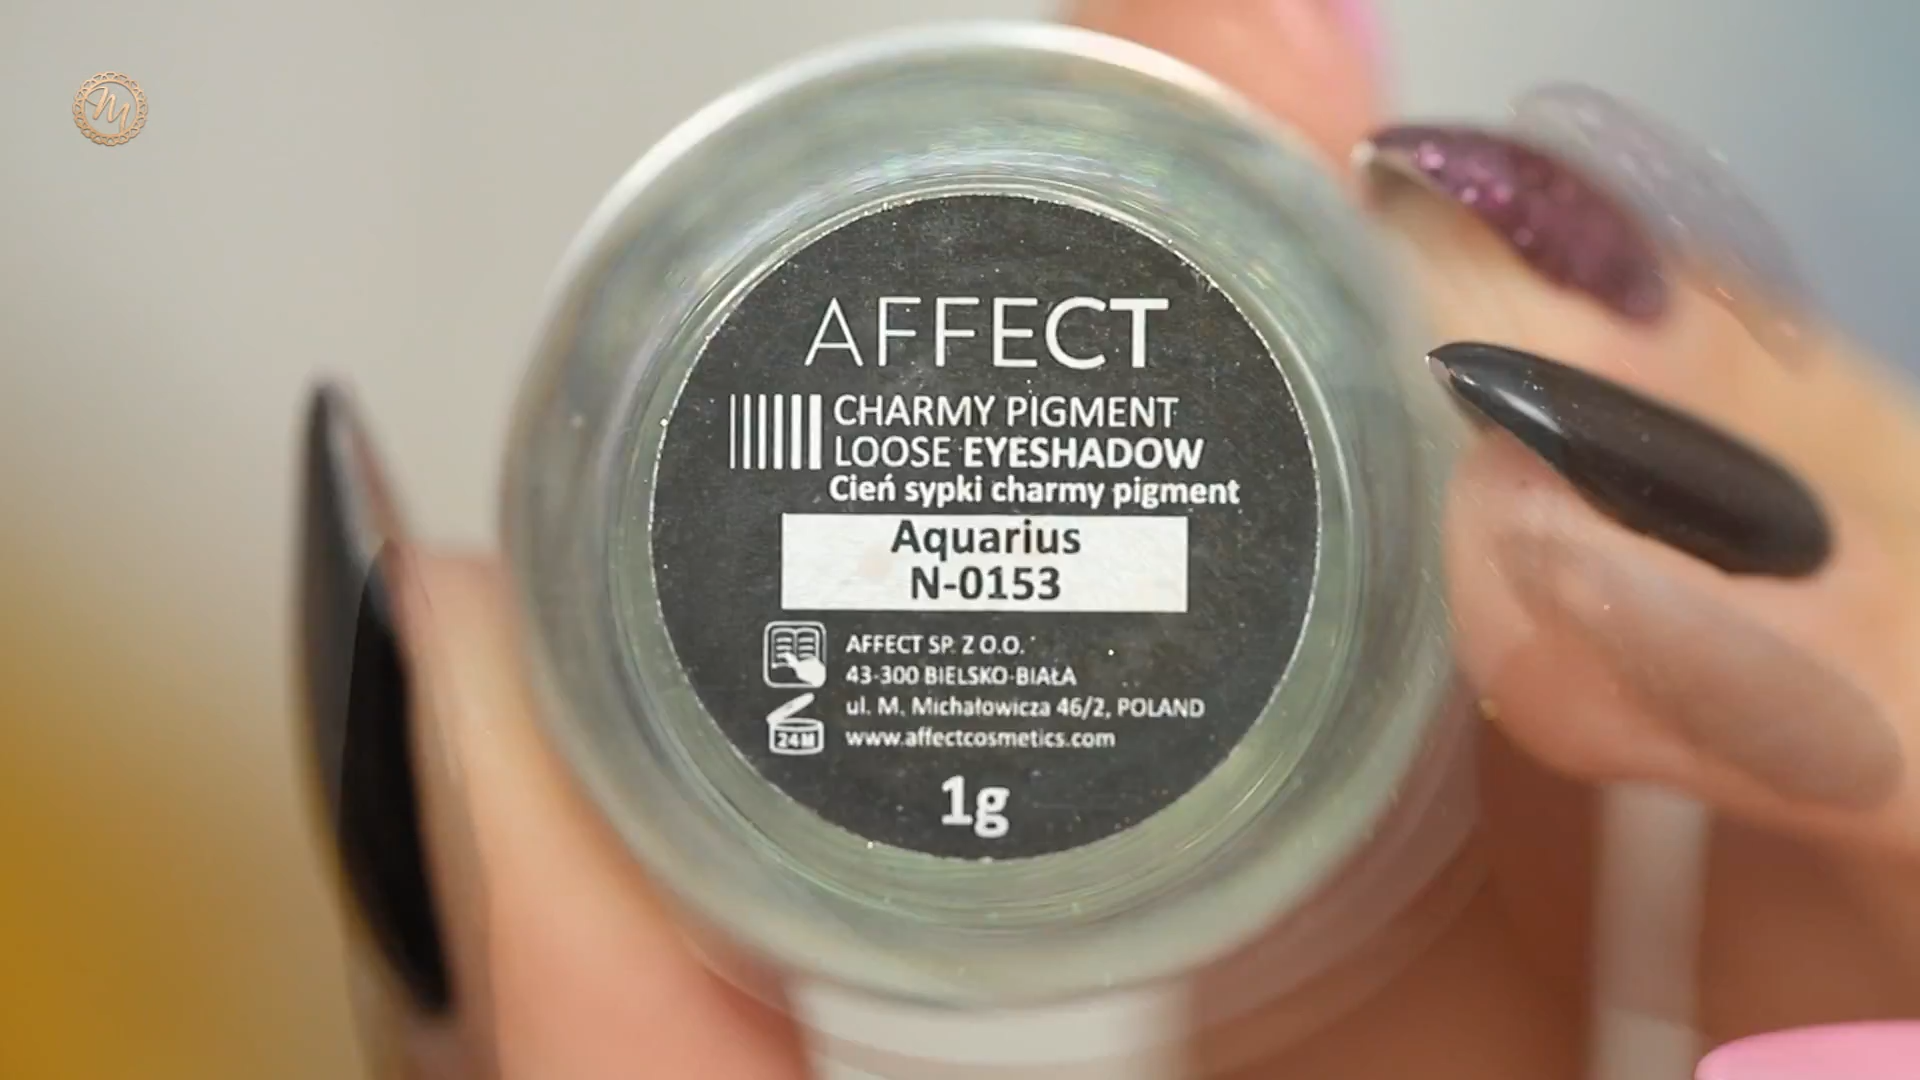 M
AFFECT
CHARMY PIGMENT
LOOSE EYESHADOW
Cień sypki charmy pigment
Aquarius
N-0153
AFFECT SP. Z O.O.
43-300 BIELSKO-BIAŁA
ul. M. Michałowicza 46/2, POLAND
24M
www.affectcosmetics.com
1g